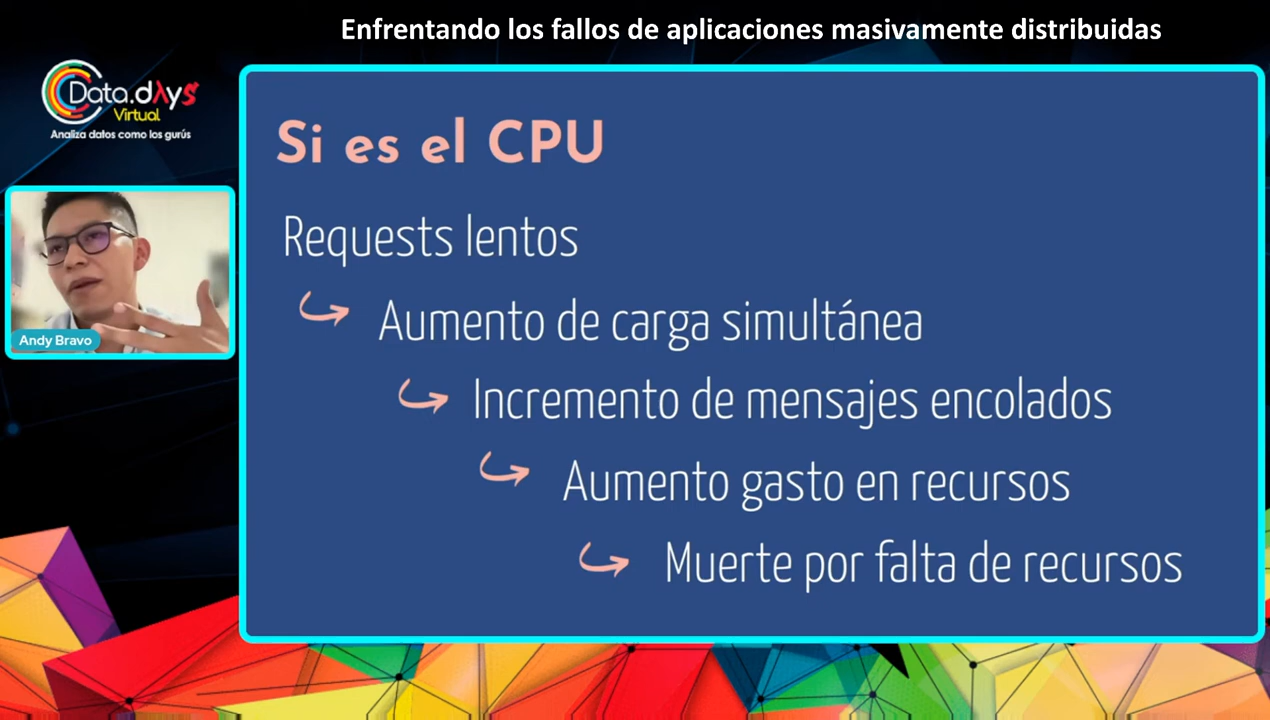 Enfrentando los fallos de aplicaciones masivamente distribuidas
Data.dAys
Virtual
Analiza datos como los gurús
Si es el CPU
Requests lentos
Aumento de carga simultánea
Incremento de mensajes encolados
Aumento gasto en recursos
Muerte por falta de recursos
Andy Bravo